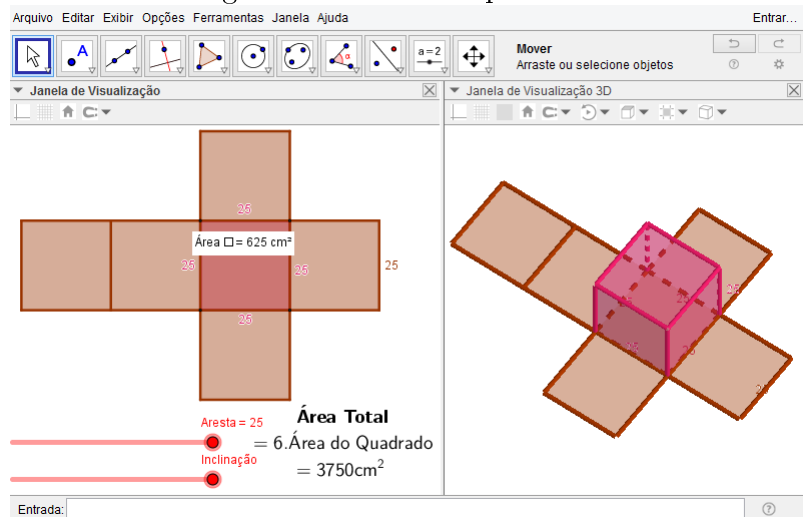 Arquivo Editar Exibir Opções Ferramentas Janela Ajuda Entrar...
A α a=2
Mover
Arraste ou selecione objetos
Janela de Visualização
Janela de Visualização 3D
25
Área □= 625 cm²
25 25 25
25
Aresta = 25
Inclinação
Área Total
= 6.Área do Quadrado
= 3750cm²
25
25 25
25 25
25
Entrada: